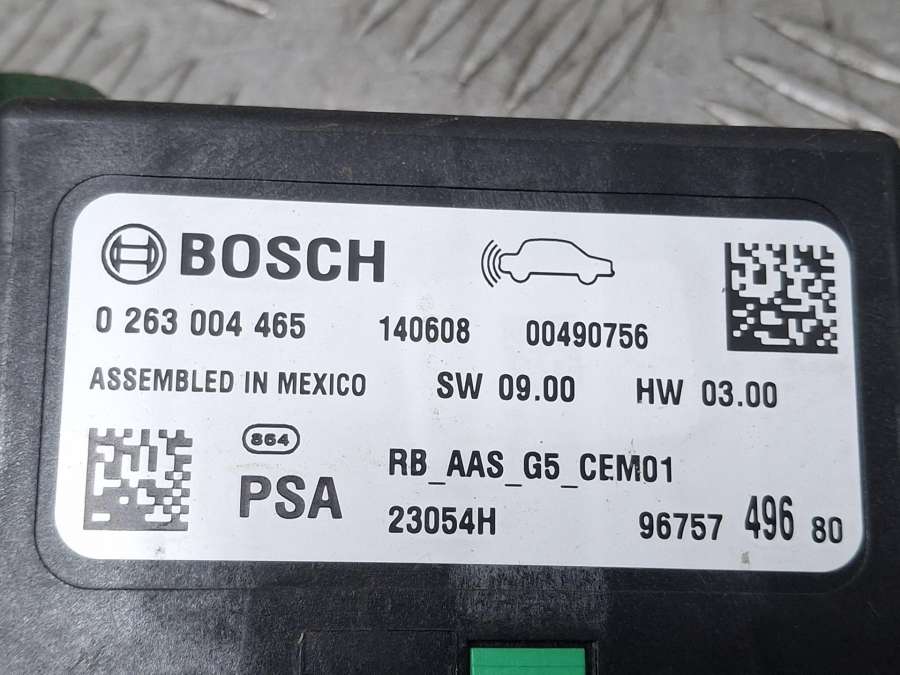 BOSCH
0 263 004 465 140608 00490756
ASSEMBLED IN MEXICO SW 09.00 HW 03.00
864
PSA
RB_AAS_G5_CEM01
23054H 96757 496 80